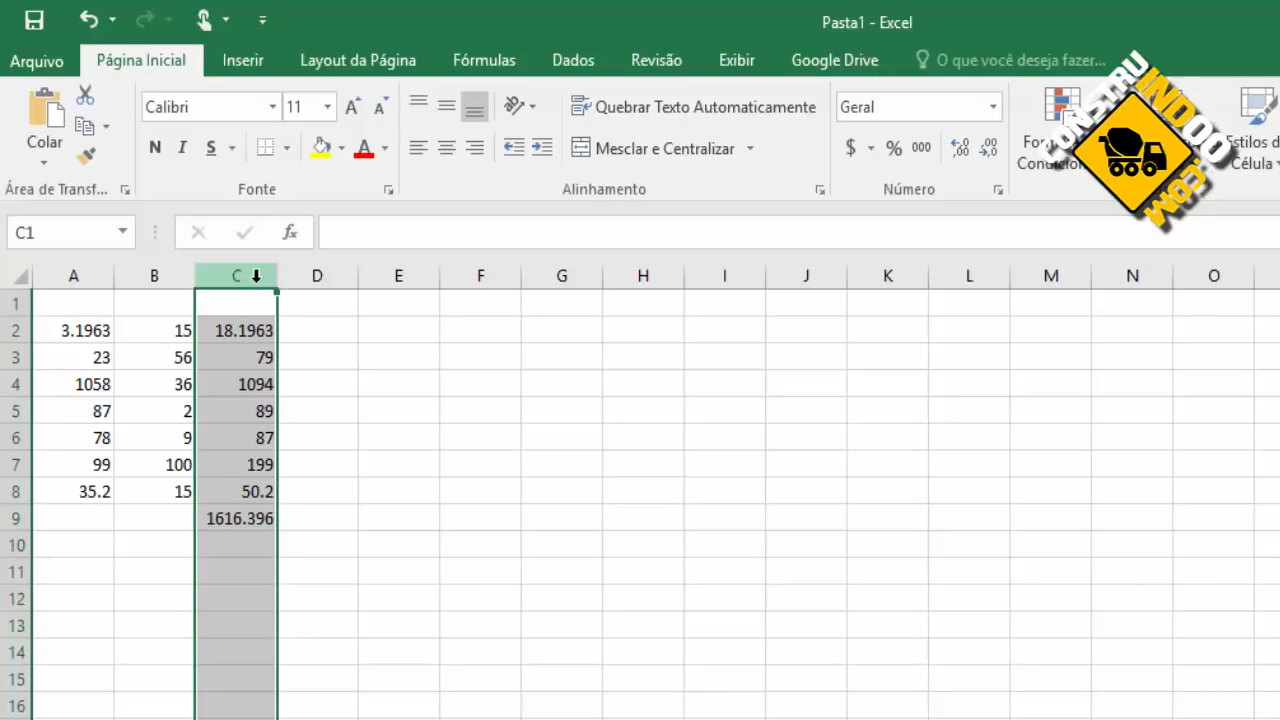 Pasta1 - Excel
Arquivo Página Inicial Inserir Layout da Página Fórmulas Dados Revisão Exibir Google Drive O que você deseja fazer...
Colar
Calibri 11
Quebrar Texto Automaticamente
Geral
N I S A
Mesclar e Centralizar
$ % 000
Estilos d
Célula
Área de Transf... Fonte Alinhamento Número
CONSTRUINDOO.COM
C1 fx
A B C D E F G H I J K L M N O
1
2 3.1963 15 18.1963
3 23 56 79
4 1058 36 1094
5 87 2 89
6 78 9 87
7 99 100 199
8 35.2 15 50.2
9 1616.396
10
11
12
13
14
15
16